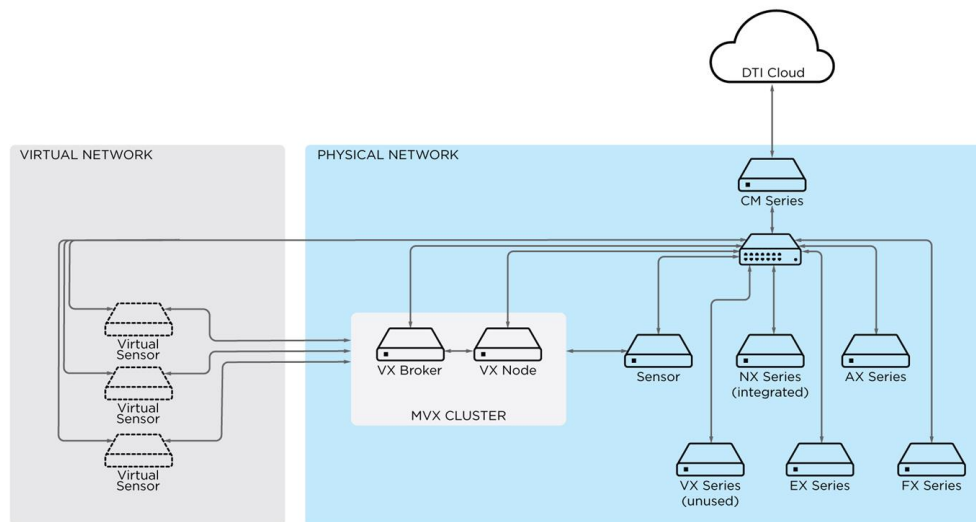 DTI Cloud
VIRTUAL NETWORK
PHYSICAL NETWORK
CM Series
Virtual
Sensor
Virtual
Sensor
Virtual
Sensor
VX Broker
VX Node
MVX CLUSTER
Sensor
NX Series
(integrated)
AX Series
VX Series
(unused)
EX Series
FX Series